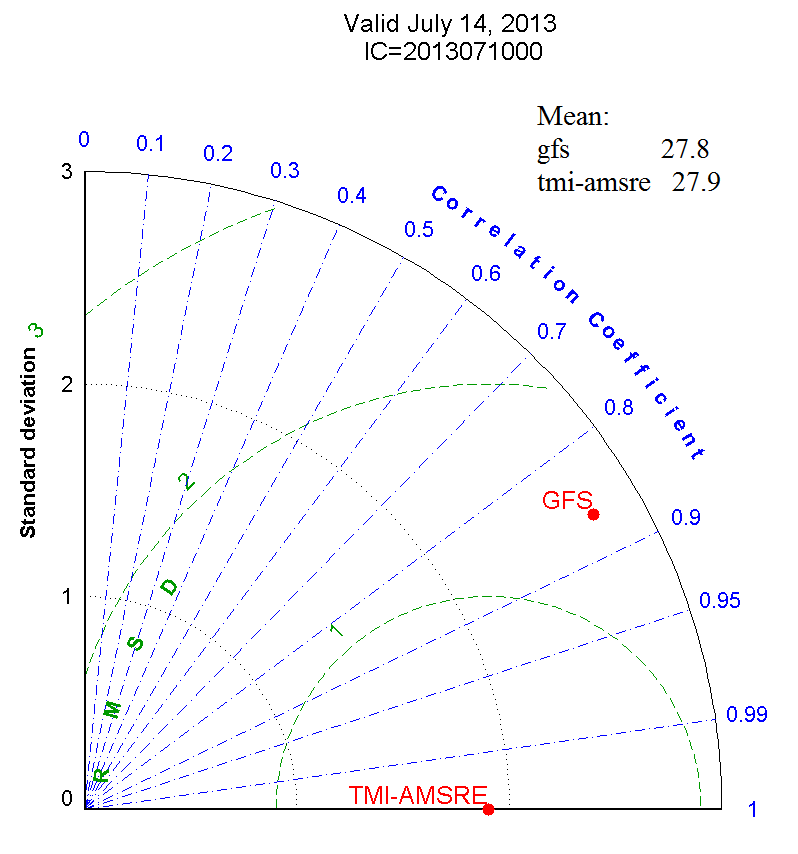 Valid July 14, 2013
IC=2013071000
Mean:
gfs 27.8
tmi-amsre 27.9
0 0.1 0.2 0.3 0.4 0.5 0.6 0.7 0.8 0.9 0.95 0.99 1
Correlation Coefficient
3
2
1
0
Standard deviation
3
2
1
RMSD
GFS
TMI-AMSRE